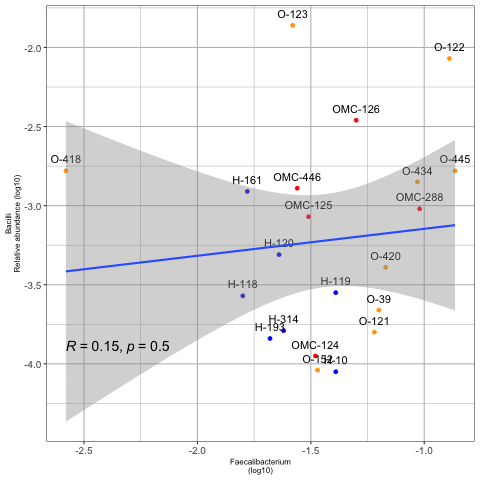 O-123
-2.0
O-122
OMC-126
-2.5
O-418
O-445
H-161
OMC-446
O-434
-3.0
OMC-125
OMC-288
H-120
O-420
H-118
H-119
-3.5
O-39
H-314
O-121
H-193
R = 0.15, p = 0.5
OMC-124
-4.0
O-152
H-10
-2.5
-2.0
-1.5
-1.0
Bacilli
Relative abundance (log10)
Faecalibacterium
(log10)